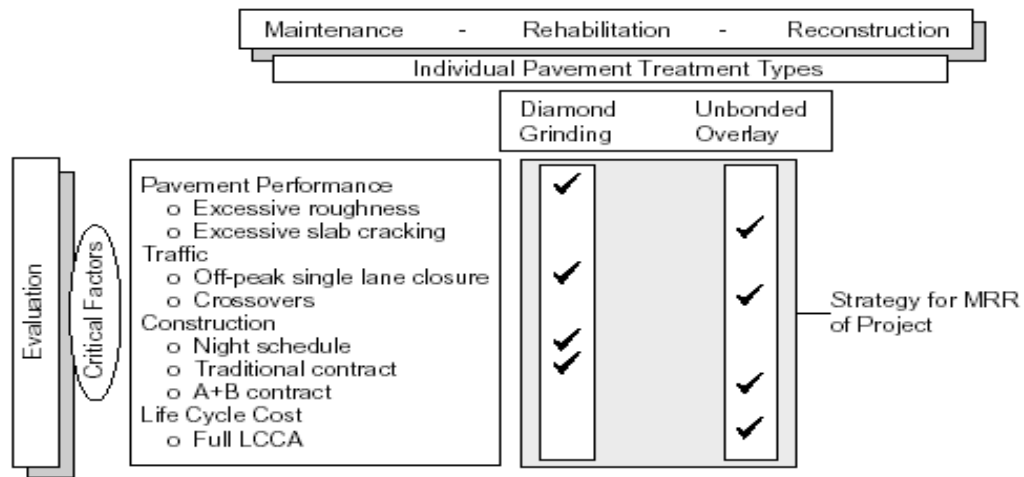 Maintenance - Rehabilitation - Reconstruction
Individual Pavement Treatment Types
Diamond Grinding
Unbonded Overlay
Evaluation
Critical Factors
Pavement Performance
o Excessive roughness
o Excessive slab cracking
Traffic
o Off-peak single lane closure
o Crossovers
Construction
o Night schedule
o Traditional contract
o A+B contract
Life Cycle Cost
o Full LCCA
Strategy for MRR
of Project